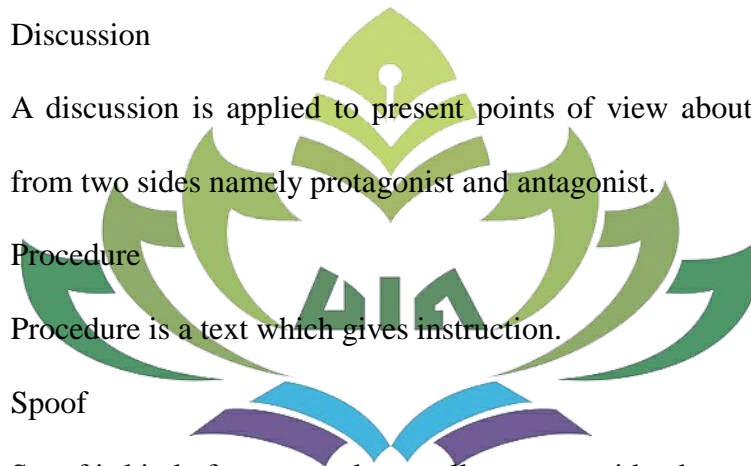 Discussion
A discussion is applied to present points of view about
from two sides namely protagonist and antagonist.
Procedure
UIN
Procedure is a text which gives instruction.
Spoof